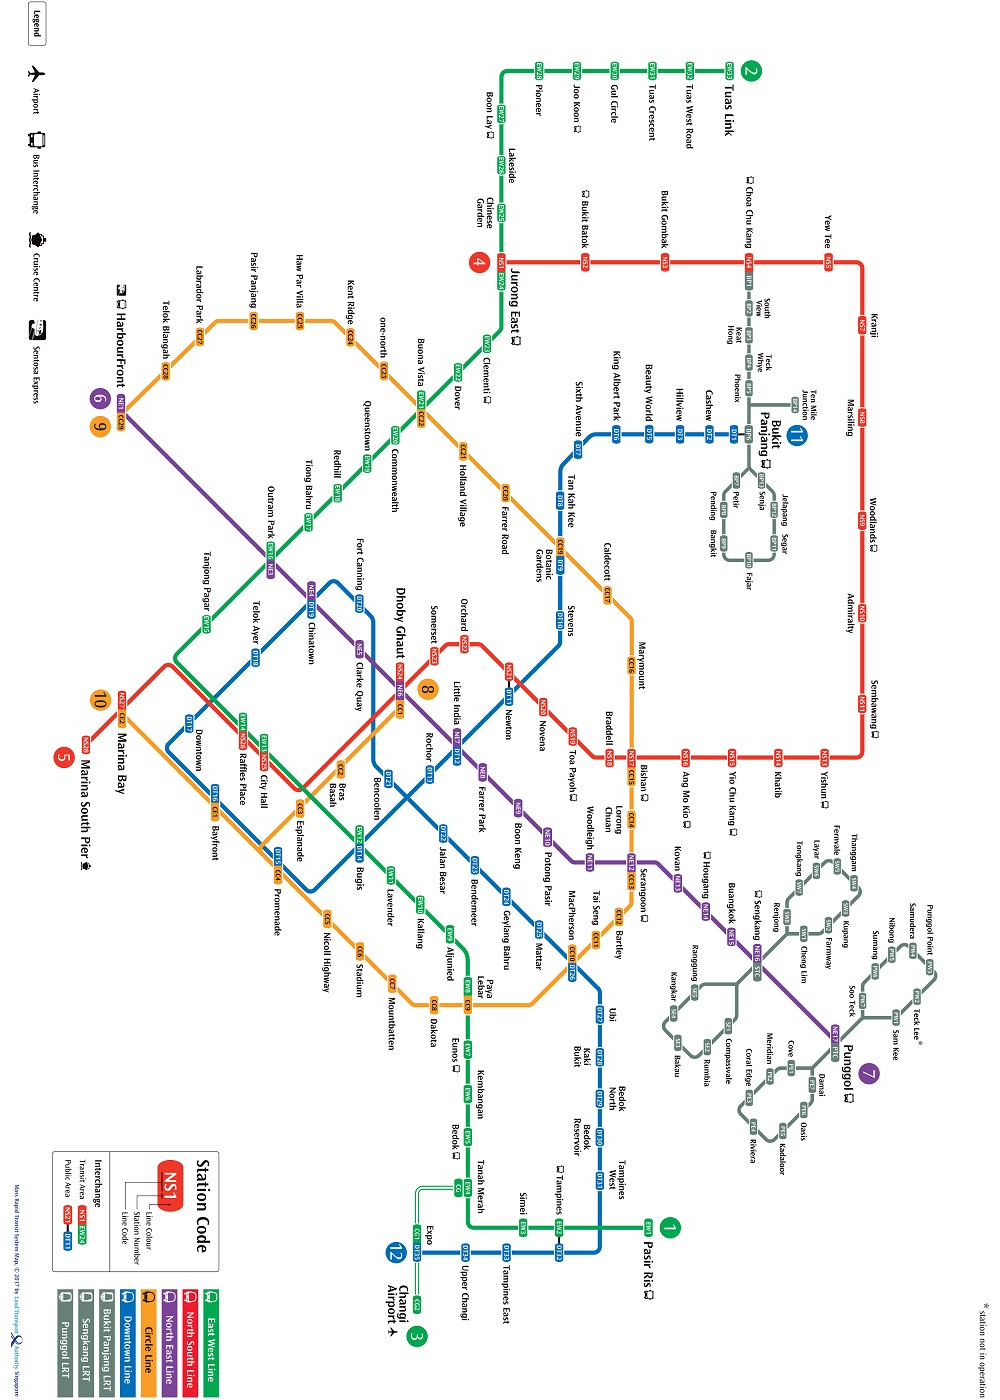 * station not in operation
2
Tuas Link
EW33
Tuas West Road
EW32
Tuas Crescent
EW31
Gul Circle
EW30
Joo Koon
EW29
Pioneer
EW28
Boon Lay
EW27
Lakeside
EW26
Chinese
Garden
EW25
4
Jurong East
NS1 EW24
Bukit Batok
NS2
Bukit Gombak
NS3
Choa Chu Kang
NS4 BP1
Yew Tee
NS5
Kranji
NS7
Marsiling
NS8
Woodlands
NS9
Admiralty
NS10
Sembawang
NS11
Yishun
NS13
Khatib
NS14
Yio Chu Kang
NS15
Ang Mo Kio
NS16
Bishan
NS17 CC15
Braddell
NS18
Toa Payoh
NS19
Novena
NS20
Newton
NS21 DT11
Orchard
NS22
Somerset
NS23
Dhoby Ghaut
NS24 NE6 CC1
8
South
View
BP2
Keat
Hong
BP3
Teck
Whye
BP4
Phoenix
BP5
Ten Mile
Junction
BP14
11
Bukit
Panjang
BP6
DT1
Petir
BP7
Pending
BP8
Bangkit
BP9
Fajar
BP10
Segar
BP11
Jelapang
BP12
Senja
BP13
Cashew
DT2
Hillview
DT3
Beauty World
DT5
King Albert Park
DT6
Sixth Avenue
DT7
Tan Kah Kee
DT8
Botanic
Gardens
CC19 DT9
Stevens
DT10
Clementi
EW23
Dover
EW22
Buona Vista
EW21 CC22
Commonwealth
EW20
Queenstown
EW19
Redhill
EW18
Tiong Bahru
EW17
Outram Park
EW16 NE3
Tanjong Pagar
EW15
Raffles Place
EW14 NS26
City Hall
EW13 NS25
Bugis
EW12 DT14
Lavender
EW11
Kallang
EW10
Aljunied
EW9
Paya
Lebar
EW8 CC9
Eunos
EW7
Kembangan
EW6
Bedok
EW5
Tanah Merah
EW4
CG
Simei
EW3
Tampines
EW2
DT32
1
Pasir Ris
EW1
Expo
CG1 DT35
12
Changi
Airport
CG2
3
Holland Village
CC21
Farrer Road
CC20
Caldecott
CC17
Marymount
CC16
Lorong
Chuan
CC14
Serangoon
NE12 CC13
Bartley
CC12
Tai Seng
CC11
MacPherson
CC10 DT26
Dakota
CC8
Mountbatten
CC7
Stadium
CC6
Nicoll Highway
CC5
Promenade
DT15 CC4
Esplanade
CC3
Bras
Basah
CC2
Bayfront
DT16 CE1
10
Marina Bay
NS27 CE2
5
Marina South Pier
NS28
one-north
CC23
Kent Ridge
CC24
Haw Par Villa
CC25
Pasir Panjang
CC26
Labrador Park
CC27
Telok Blangah
CC28
HarbourFront
NE1 CC29
6
9
Chinatown
NE4 DT19
Clarke Quay
NE5
Little India
NE7 DT12
Farrer Park
NE8
Boon Keng
NE9
Potong Pasir
NE10
Woodleigh
NE11
Kovan
NE13
Hougang
NE14
Buangkok
NE15
Sengkang
NE16 STC
Punggol
NE17 PTC
7
Rochor
DT13
Downtown
DT17
Telok Ayer
DT18
Fort Canning
DT20
Bencoolen
DT21
Jalan Besar
DT22
Bendemeer
DT23
Geylang Bahru
DT24
Mattar
DT25
Ubi
DT27
Kaki
Bukit
DT28
Bedok
North
DT29
Bedok
Reservoir
DT30
Tampines
West
DT31
Tampines East
DT33
Upper Changi
DT34
Compassvale
SE1
Rumbia
SE2
Bakau
SE3
Kangkar
SE4
Ranggung
SE5
Cheng Lim
SW1
Farmway
SW2
Kupang
SW3
Thanggam
SW4
Fernvale
SW5
Layar
SW6
Tongkang
SW7
Renjong
SW8
Cove
PE1
Meridian
PE2
Coral Edge
PE3
Riviera
PE4
Kadaloor
PE5
Oasis
PE6
Damai
PE7
Sam Kee
PW1
Teck Lee*
PW2
Punggol Point
PW3
Samudera
PW4
Nibong
PW5
Sumang
PW6
Soo Teck
PW7
Legend
Airport
Bus Interchange
Cruise Centre
Sentosa Express
Station Code
NS1
Line Colour
Station Number
Line Code
Interchange
Transit Area
NS1 EW24
Public Area
NS21 DT11
East West Line
North South Line
North East Line
Circle Line
Downtown Line
Bukit Panjang LRT
Sengkang LRT
Punggol LRT
Mass Rapid Transit System Map, © 2017 by Land Transport Authority Singapore